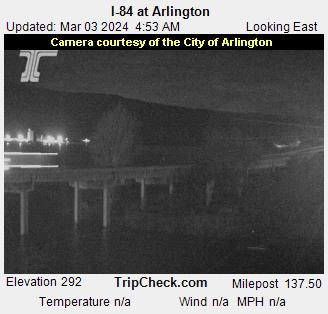 I-84 at Arlington
Updated: Mar 03 2024 4:53 AM Looking East
Camera courtesy of the City of Arlington
Elevation 292 TripCheck.com Milepost 137.50
Temperature n/a Wind n/a MPH n/a